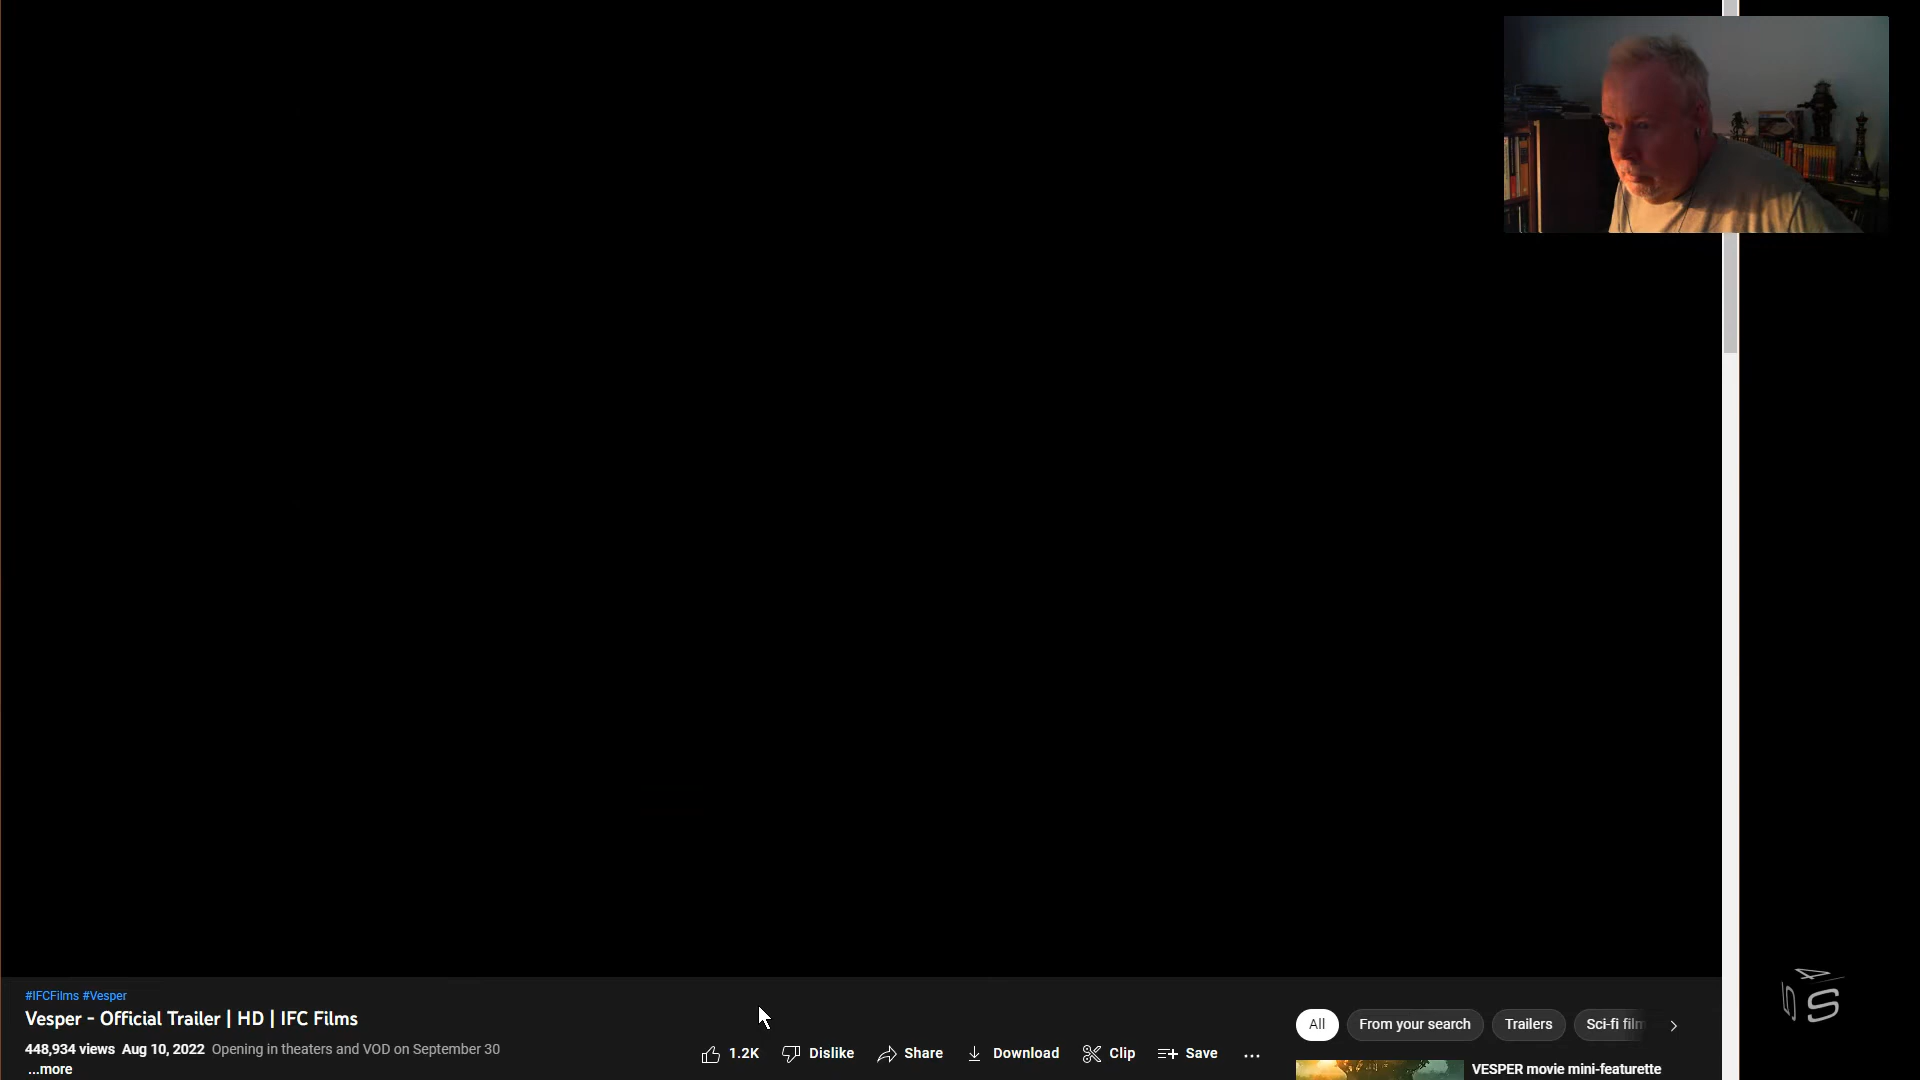 #IFCFilms #Vesper
Vesper - Official Trailer | HD | IFC Films
448,934 views Aug 10, 2022 Opening in theaters and VOD on September 30
...more
1.2K Dislike Share Download Clip Save ...
All From your search Trailers Sci-fi film
VESPER movie mini-featurette